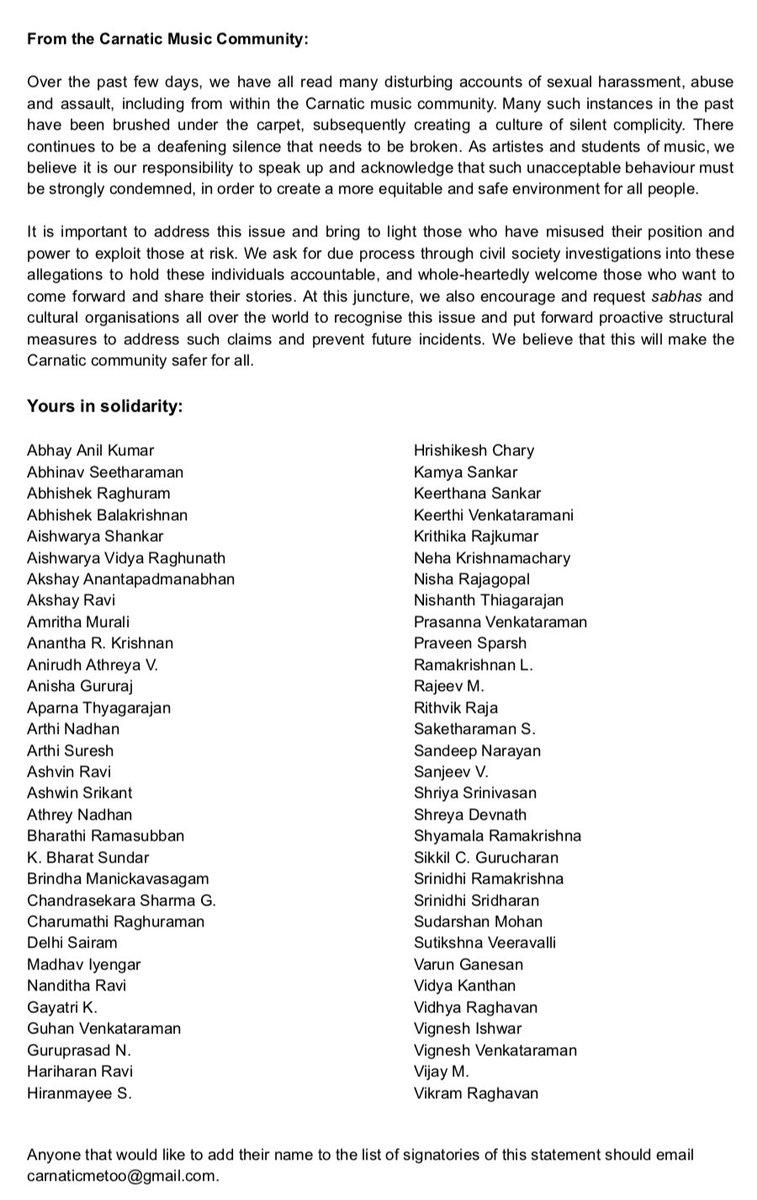 From the Carnatic Music Community:
Over the past few days, we have all read many disturbing accounts of sexual harassment, abuse
and assault, including from within the Carnatic music community. Many such instances in the past
have been brushed under the carpet, subsequently creating a culture of silent complicity. There
continues to be a deafening silence that needs to be broken. As artistes and students of music, we
believe it is our responsibility to speak up and acknowledge that such unacceptable behaviour must
be strongly condemned, in order to create a more equitable and safe environment for all people.
It is important to address this issue and bring to light those who have misused their position and
power to exploit those at risk. We ask for due process through civil society investigations into these
allegations to hold these individuals accountable, and whole-heartedly welcome those who want to
come forward and share their stories. At this juncture, we also encourage and request sabhas and
cultural organisations all over the world to recognise this issue and put forward proactive structural
measures to address such claims and prevent future incidents. We believe that this will make the
Carnatic community safer for all.
Yours in solidarity:
Abhay Anil Kumar
Abhinav Seetharaman
Abhishek Raghuram
Abhishek Balakrishnan
Aishwarya Shankar
Aishwarya Vidya Raghunath
Akshay Anantapadmanabhan
Akshay Ravi
Amritha Murali
Anantha R. Krishnan
Anirudh Athreya V.
Anisha Gururaj
Aparna Thyagarajan
Arthi Nadhan
Arthi Suresh
Ashvin Ravi
Ashwin Srikant
Athrey Nadhan
Bharathi Ramasubban
K. Bharat Sundar
Brindha Manickavasagam
Chandrasekara Sharma G.
Charumathi Raghuraman
Delhi Sairam
Madhav Iyengar
Nanditha Ravi
Gayatri K.
Guhan Venkataraman
Guruprasad N.
Hariharan Ravi
Hiranmayee S.
Hrishikesh Chary
Kamya Sankar
Keerthana Sankar
Keerthi Venkataramani
Krithika Rajkumar
Neha Krishnamachary
Nisha Rajagopal
Nishanth Thiagarajan
Prasanna Venkataraman
Praveen Sparsh
Ramakrishnan L.
Rajeev M.
Rithvik Raja
Saketharaman S.
Sandeep Narayan
Sanjeev V.
Shriya Srinivasan
Shreya Devnath
Shyamala Ramakrishna
Sikkil C. Gurucharan
Srinidhi Ramakrishna
Srinidhi Sridharan
Sudarshan Mohan
Sutikshna Veeravalli
Varun Ganesan
Vidya Kanthan
Vidhya Raghavan
Vignesh Ishwar
Vignesh Venkataraman
Vijay M.
Vikram Raghavan
Anyone that would like to add their name to the list of signatories of this statement should email
carnaticmetoo@gmail.com.